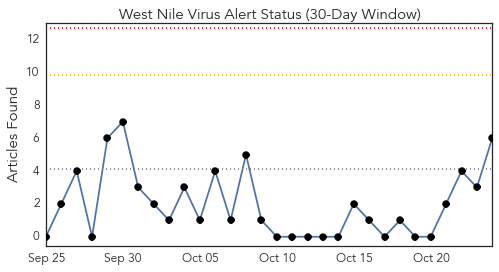 West Nile Virus Alert Status (30-Day Window)
Articles Found
12
10
8
6
4
2
0
Sep 25 Sep 30 Oct 05 Oct 10 Oct 15 Oct 20